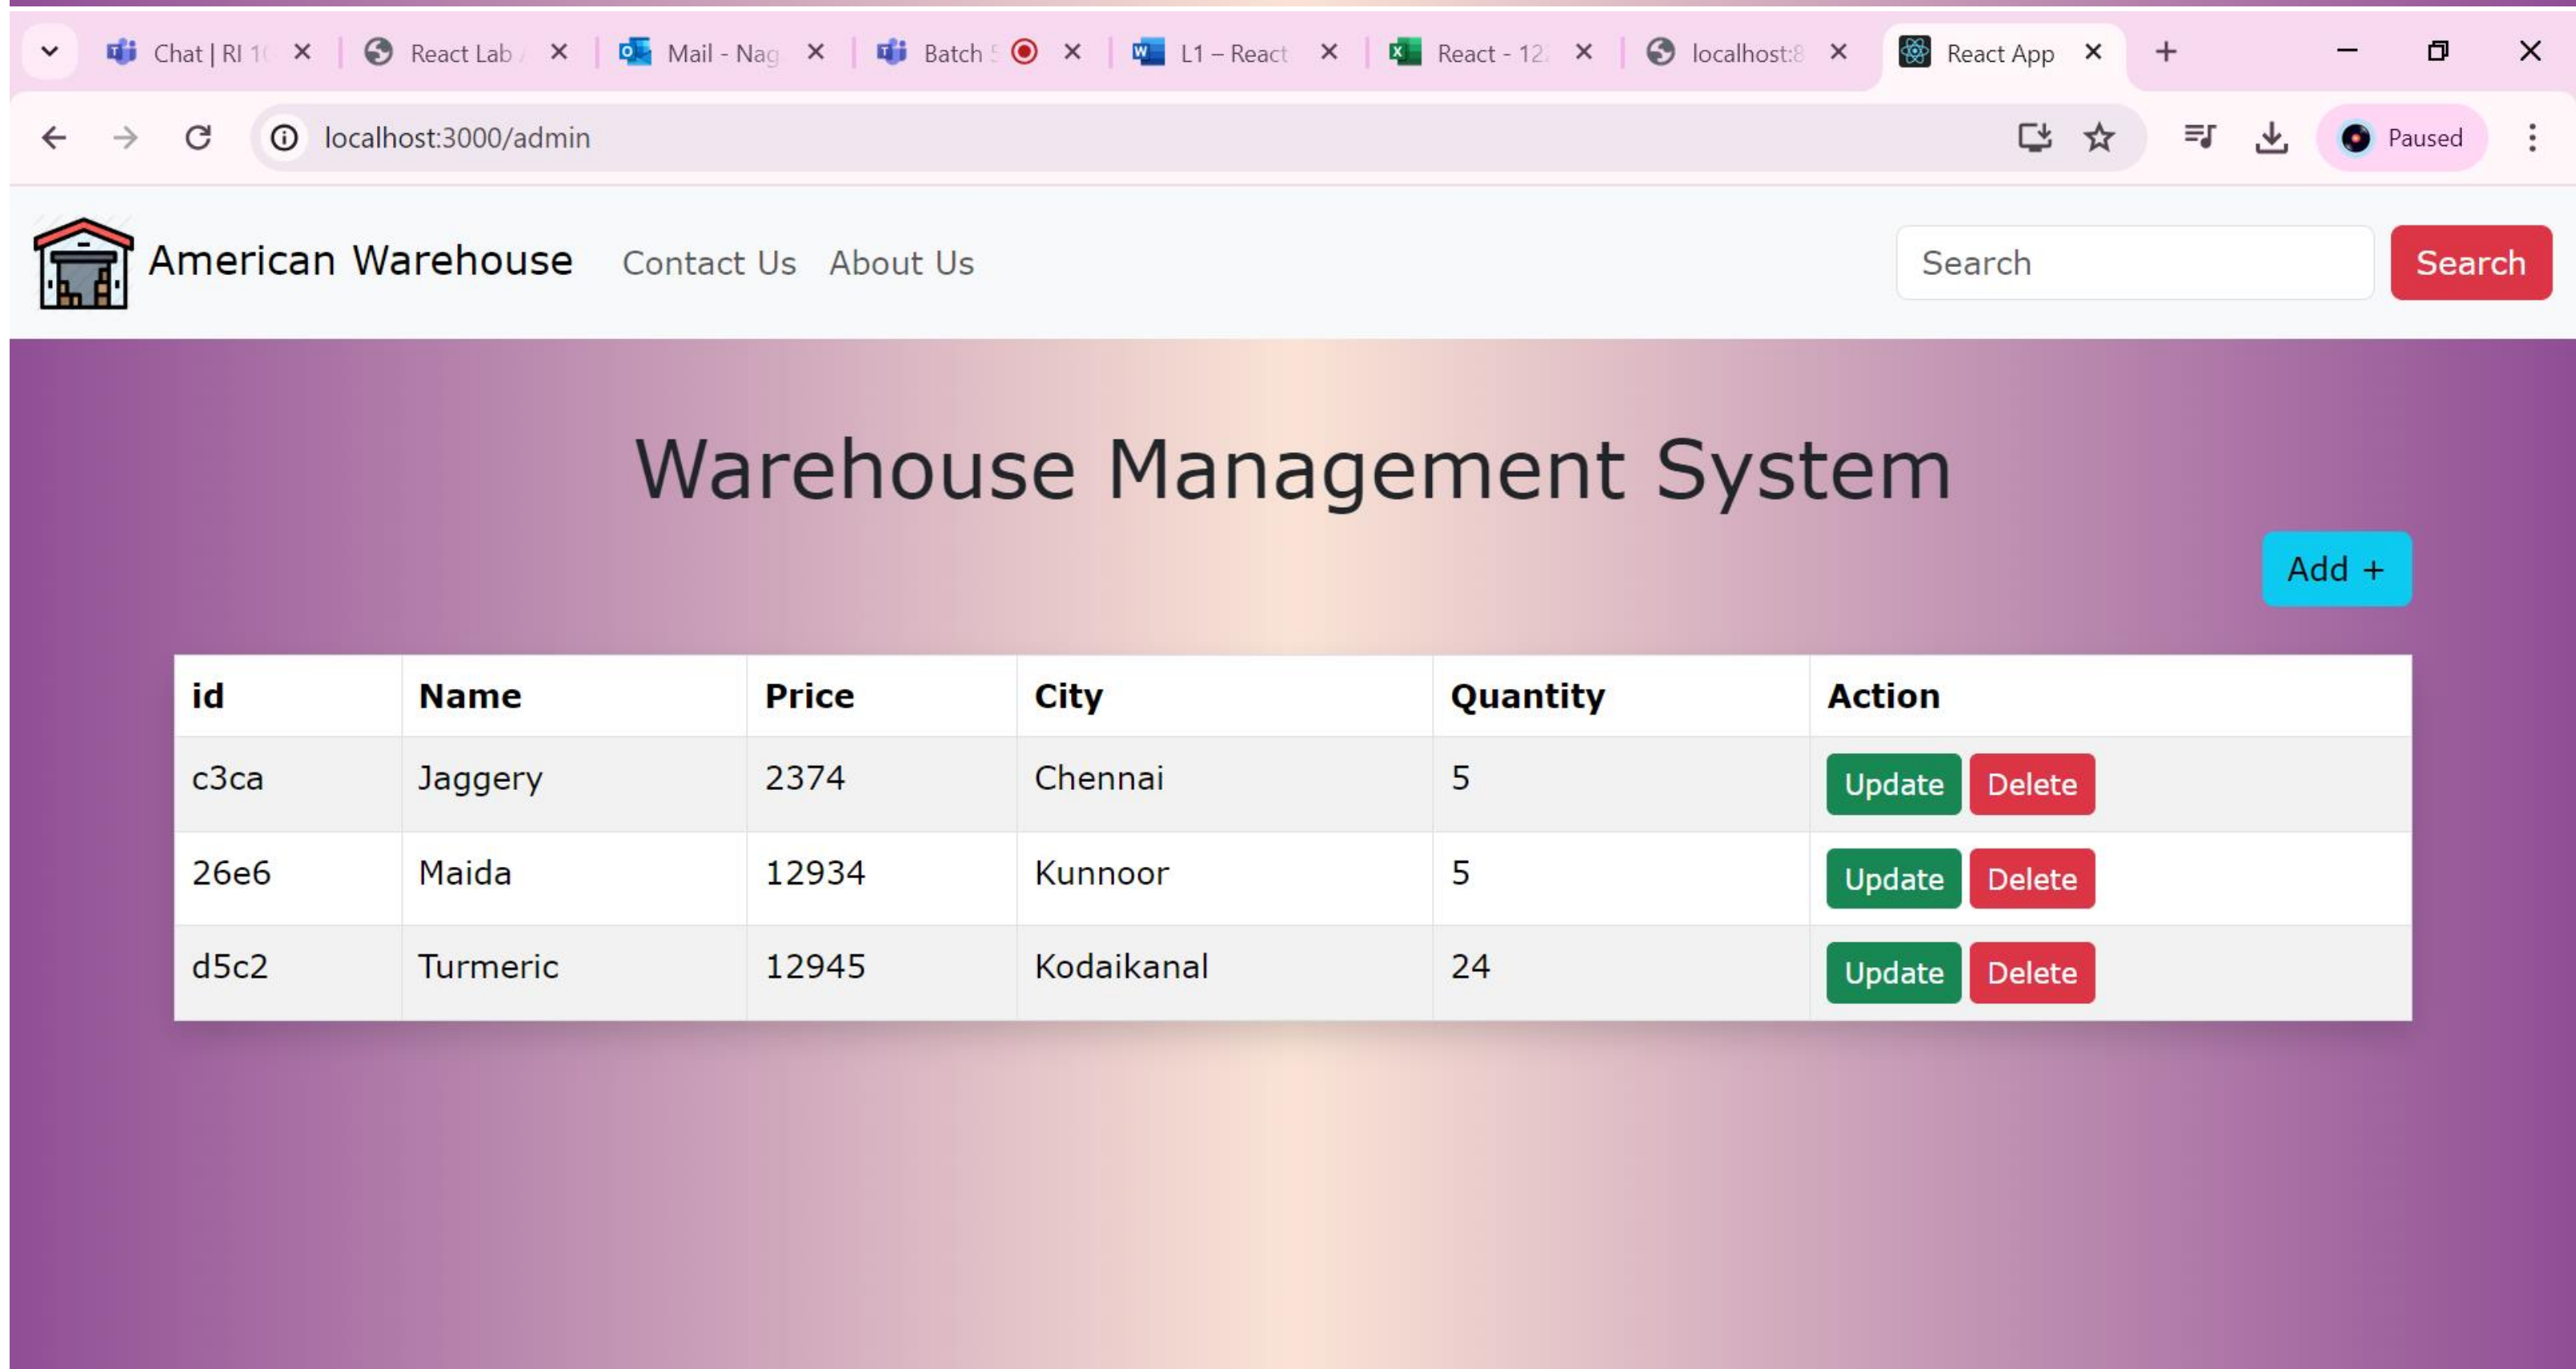 Chat | RI 10 React Lab Mail - Nag Batch 5 L1 – React React - 12 localhost:8 React App
localhost:3000/admin Paused
American Warehouse Contact Us About Us Search Search
Warehouse Management System
Add +
id Name Price City Quantity Action
c3ca Jaggery 2374 Chennai 5 Update Delete
26e6 Maida 12934 Kunnoor 5 Update Delete
d5c2 Turmeric 12945 Kodaikanal 24 Update Delete